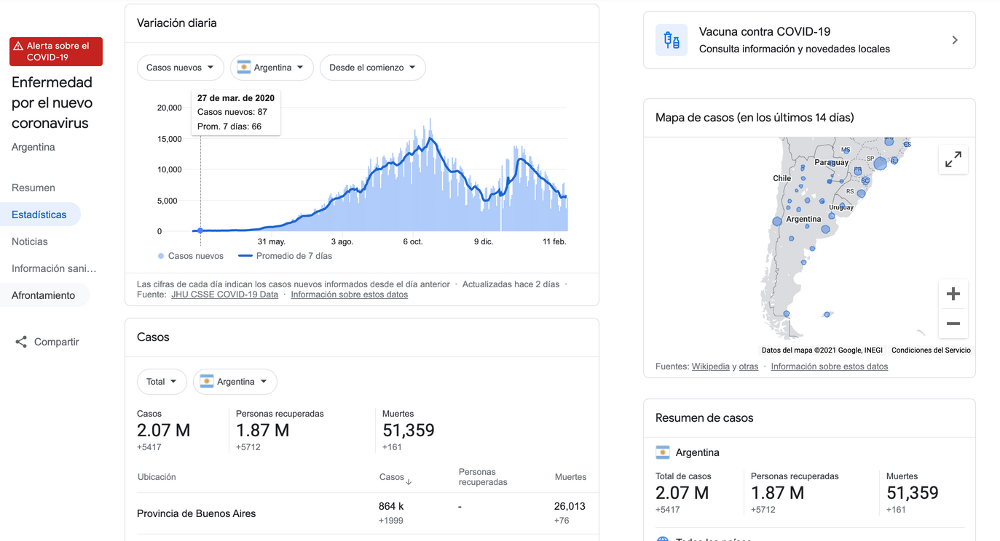 Alerta sobre el
COVID-19
Enfermedad
por el nuevo
coronavirus
Argentina
Resumen
Estadísticas
Noticias
Información sani...
Afrontamiento
Compartir
Variación diaria
Casos nuevos
Argentina
Desde el comienzo
27 de mar. de 2020
Casos nuevos: 87
Prom. 7 días: 66
20,000
15,000
10,000
5,000
0
31 may.
3 ago.
6 oct.
9 dic.
11 feb.
Casos nuevos
Promedio de 7 días
Las cifras de cada día indican los casos nuevos informados desde el día anterior · Actualizadas hace 2 días ·
Fuente: JHU CSSE COVID-19 Data · Información sobre estos datos
Casos
Total
Argentina
Casos
2.07 M
+5417
Personas recuperadas
1.87 M
+5712
Muertes
51,359
+161
Ubicación
Casos
Personas
recuperadas
Muertes
Provincia de Buenos Aires
864 k
+1999
-
26,013
+76
Vacuna contra COVID-19
Consulta información y novedades locales
Mapa de casos (en los últimos 14 días)
MG
ES
MS
SP
RJ
Paraguay
PR
Chile
SC
RS
Uruguay
Argentina
+
−
Datos del mapa ©2021 Google, INEGI
Condiciones del Servicio
Fuentes: Wikipedia y otras · Información sobre estos datos
Resumen de casos
Argentina
Total de casos
2.07 M
+5417
Personas recuperadas
1.87 M
+5712
Muertes
51,359
+161
Todos los países